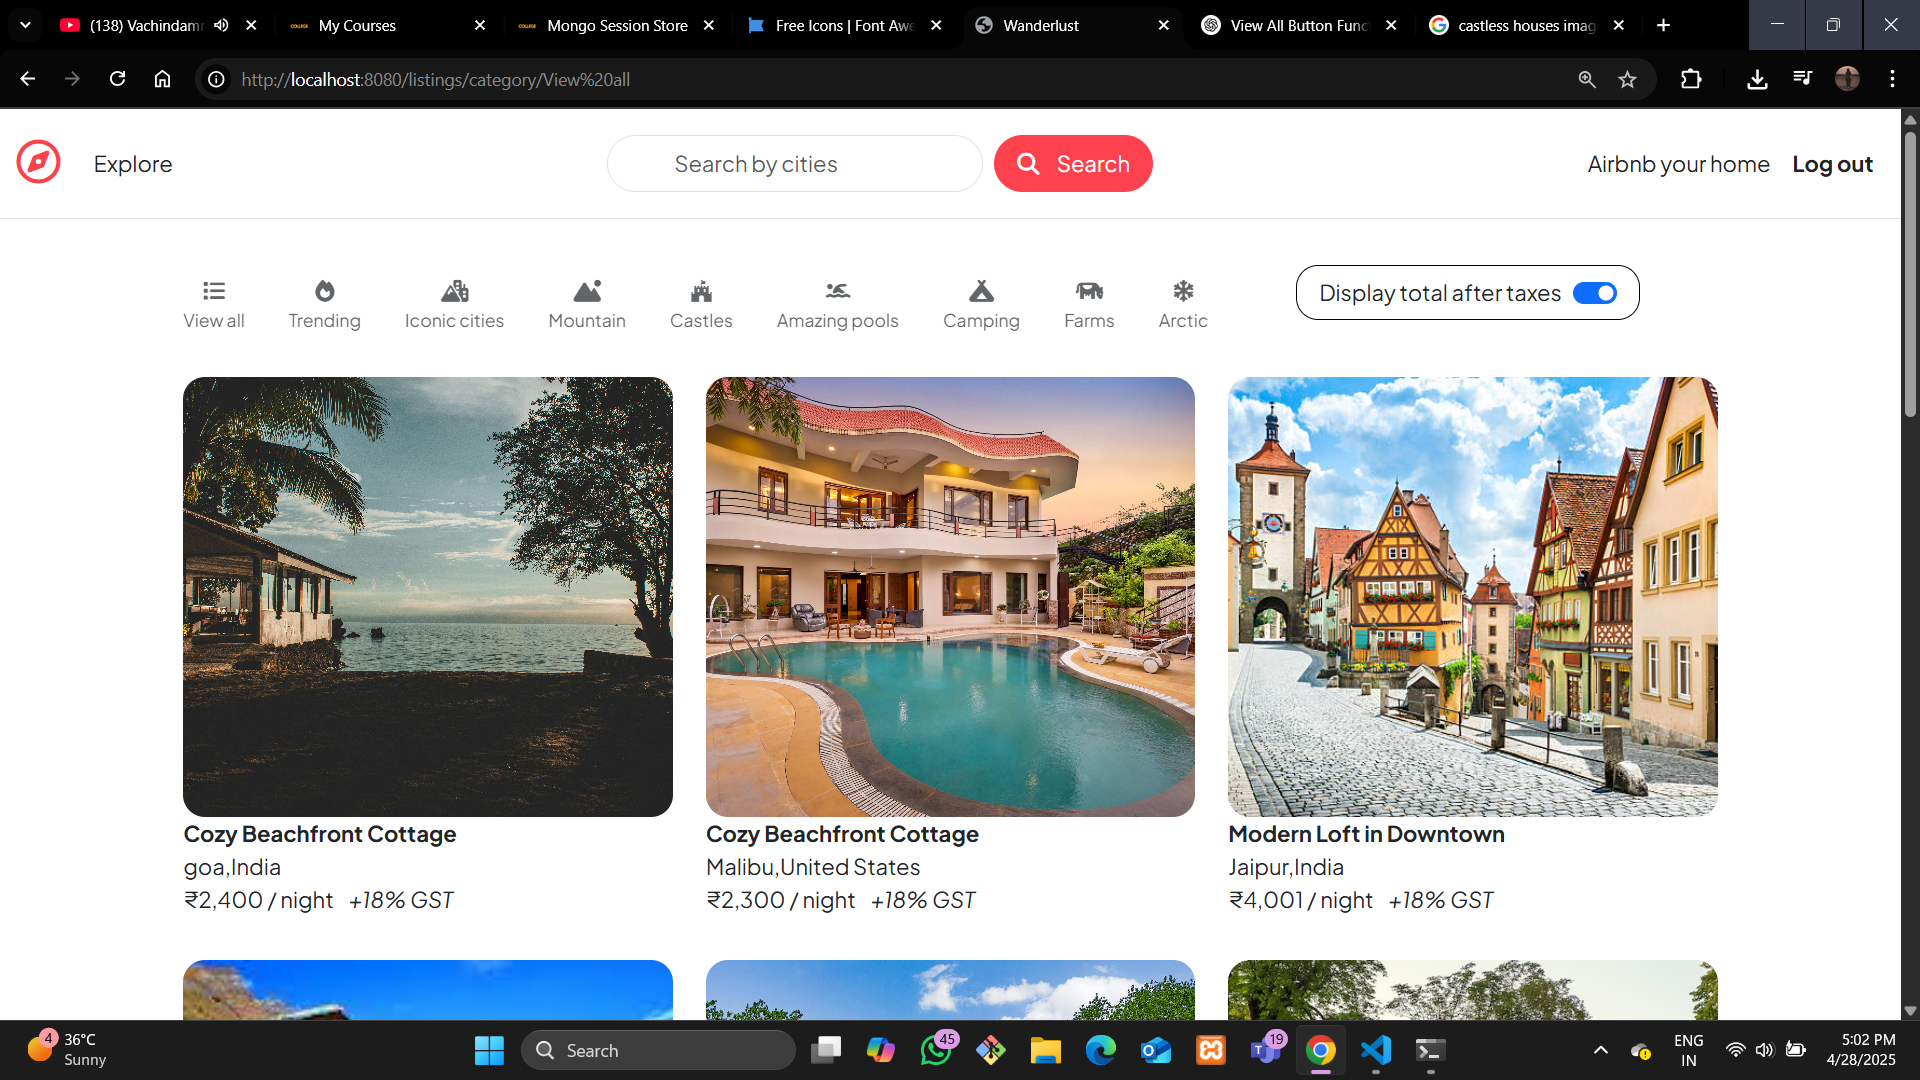 (138) Vachindamm
My Courses
Mongo Session Store
Free Icons | Font Awe
Wanderlust
View All Button Func
castless houses imag
http://localhost:8080/listings/category/View%20all
Explore
Search by cities
Search
Airbnb your home
Log out
View all
Trending
Iconic cities
Mountain
Castles
Amazing pools
Camping
Farms
Arctic
Display total after taxes
Cozy Beachfront Cottage
goa,India
₹2,400 / night +18% GST
Cozy Beachfront Cottage
Malibu,United States
₹2,300 / night +18% GST
Modern Loft in Downtown
Jaipur,India
₹4,001 / night +18% GST
4
36°C
Sunny
Search
45
19
ENG
IN
5:02 PM
4/28/2025